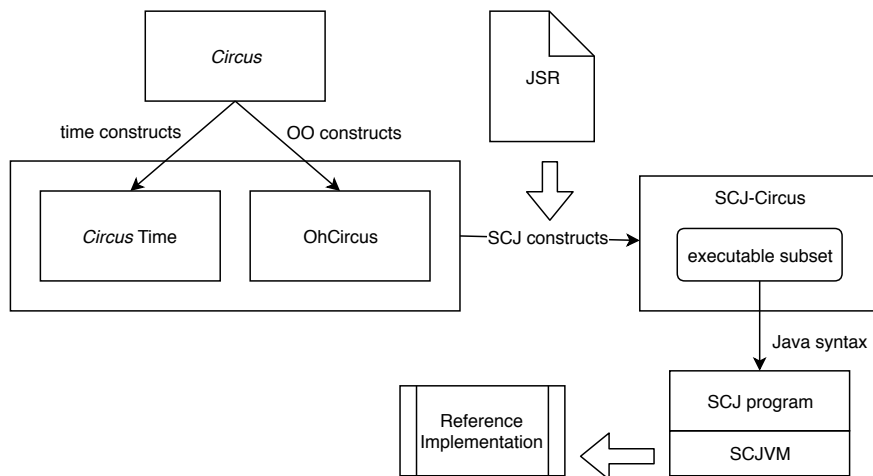 Circus
JSR
time constructs
OO constructs
Circus Time
OhCircus
SCJ constructs
SCJ-Circus
executable subset
Java syntax
SCJ program
SCJVM
Reference
Implementation